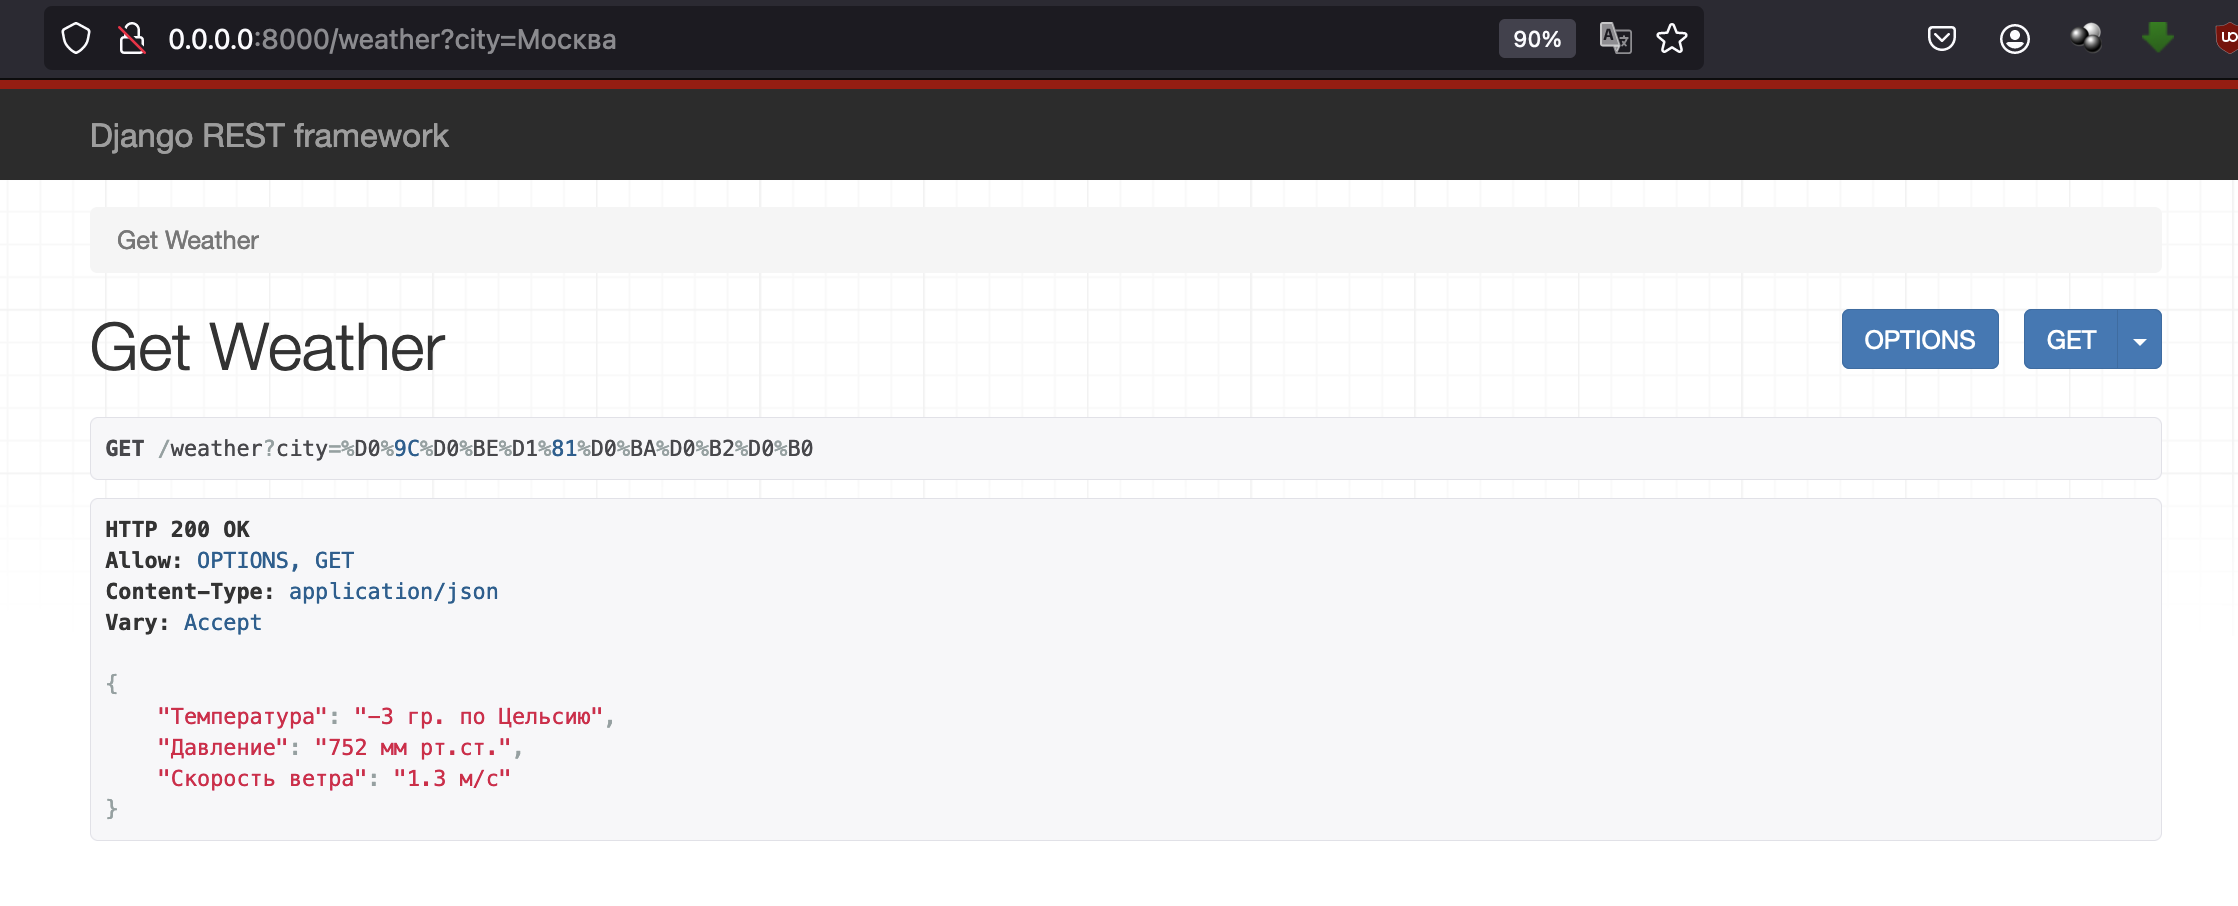 0.0.0.0:8000/weather?city=Москва
90%
Django REST framework
Get Weather
Get Weather
OPTIONS
GET
GET /weather?city=%D0%9C%D0%BE%D1%81%D0%BA%D0%B2%D0%B0
HTTP 200 OK
Allow: OPTIONS, GET
Content-Type: application/json
Vary: Accept
{
"Температура": "-3 гр. по Цельсию",
"Давление": "752 мм рт.ст.",
"Скорость ветра": "1.3 м/с"
}